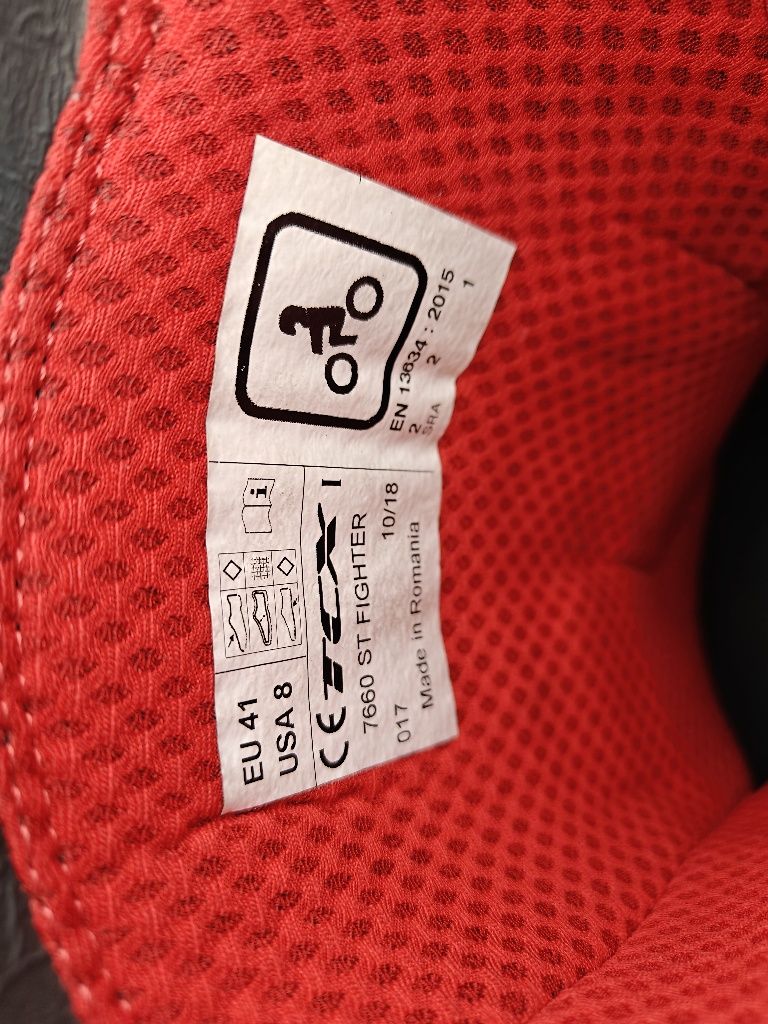 EU 41
USA 8
i
CE TCX
7660 ST FIGHTER
017 10/18
Made in Romania
EN 13634 : 2015
2 2 1
SRA